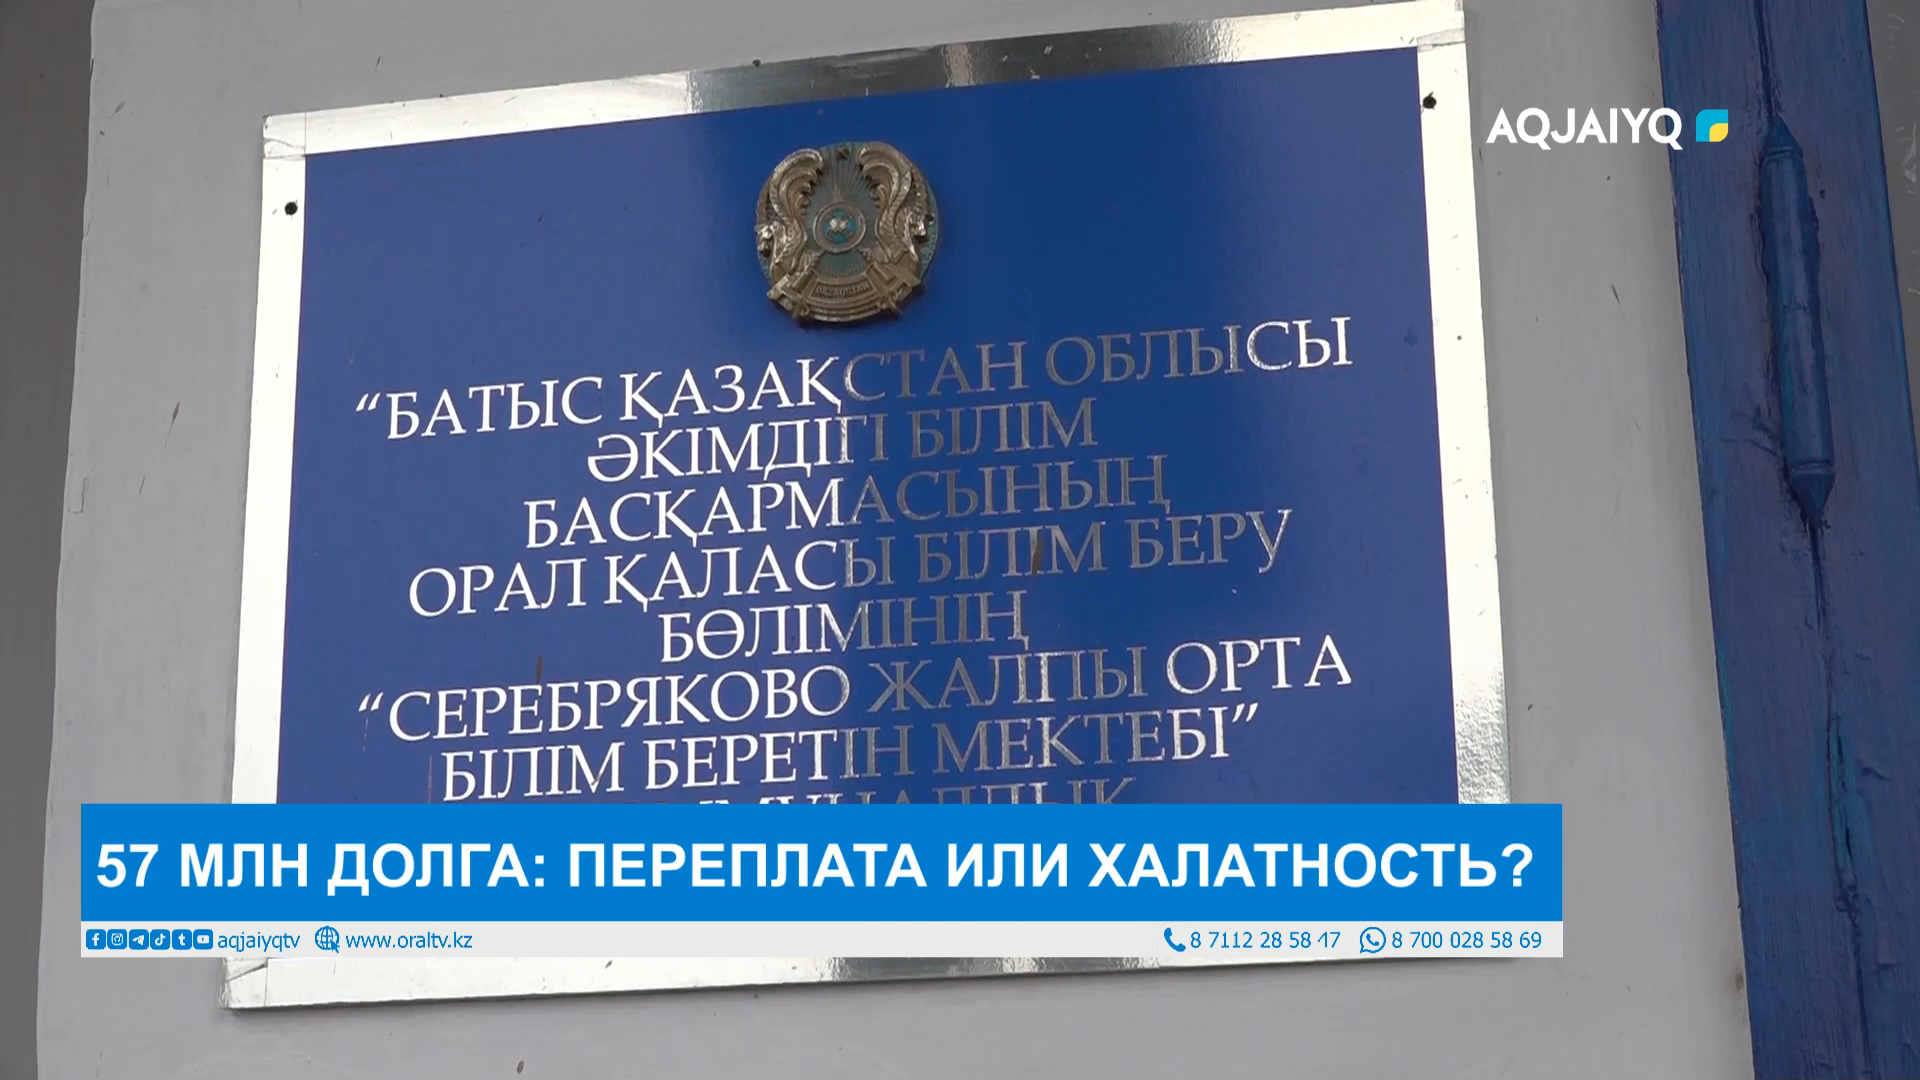 AQJAIYQ
“БАТЫС ҚАЗАҚСТАН ОБЛЫСЫ
ӘКІМДІГІ БІЛІМ
БАСҚАРМАСЫНЫҢ
ОРАЛ ҚАЛАСЫ БІЛІМ БЕРУ
БӨЛІМІНІҢ
“СЕРЕБРЯКОВО ЖАЛПЫ ОРТА
БІЛІМ БЕРЕТІН МЕКТЕБІ”
57 МЛН ДОЛГА: ПЕРЕПЛАТА ИЛИ ХАЛАТНОСТЬ?
aqjaiyqtv www.oraltv.kz 8 7112 28 58 47 8 700 028 58 69